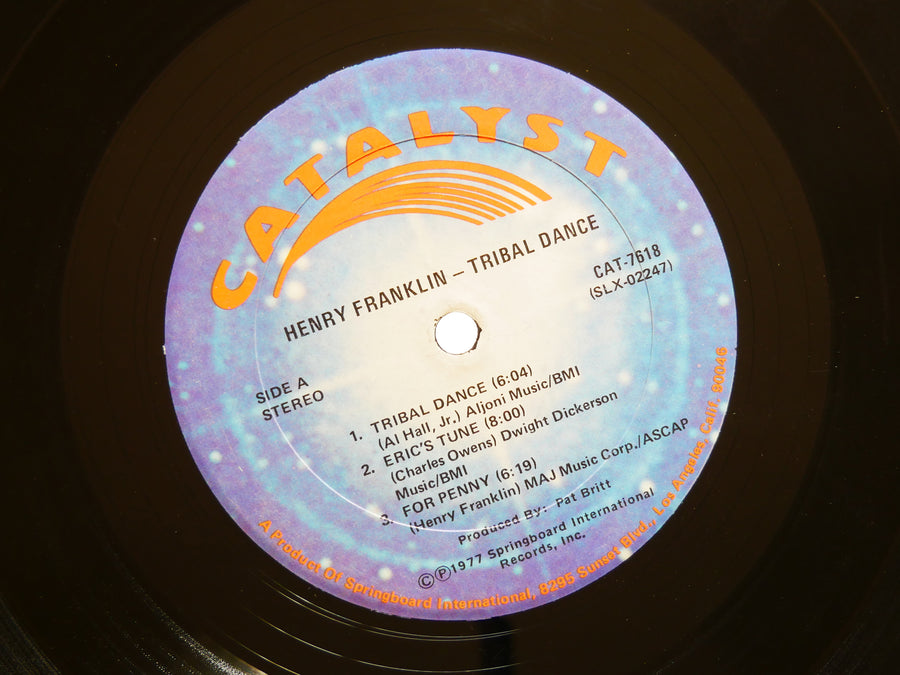 CATALYST
HENRY FRANKLIN – TRIBAL DANCE
CAT-7618
(SLX-02247)
SIDE A
STEREO
1. TRIBAL DANCE (6:04)
(Al Hall, Jr.) Aljoni Music/BMI
2. ERIC'S TUNE (8:00)
(Charles Owens) Dwight Dickerson
Music/BMI
3. FOR PENNY (6:19)
(Henry Franklin) MAJ Music Corp./ASCAP
Produced By: Pat Britt
©℗1977 Springboard International
Records, Inc.
A Product Of Springboard International, 8295 Sunset Blvd., Los Angeles, Calif. 90046